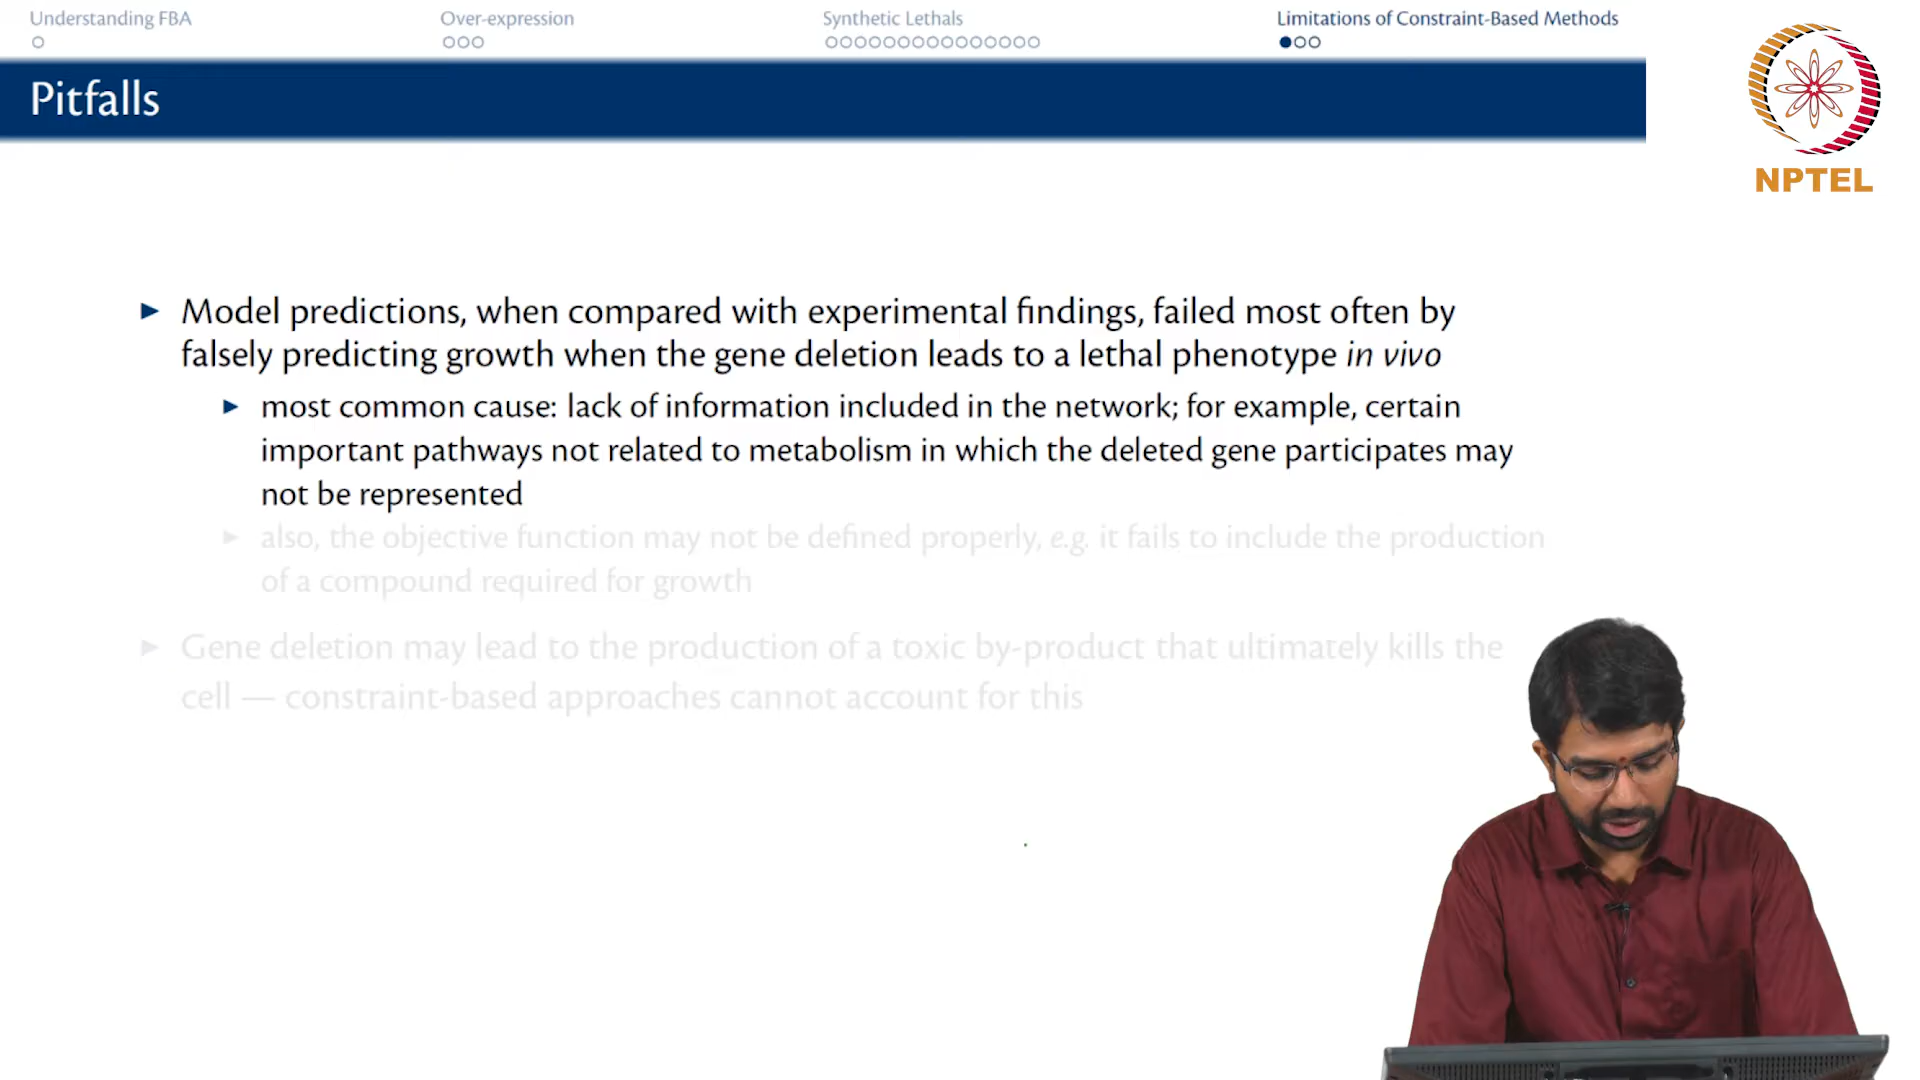 Understanding FBA
Over-expression
Synthetic Lethals
Limitations of Constraint-Based Methods
Pitfalls
NPTEL
Model predictions, when compared with experimental findings, failed most often by
falsely predicting growth when the gene deletion leads to a lethal phenotype in vivo
most common cause: lack of information included in the network; for example, certain
important pathways not related to metabolism in which the deleted gene participates may
not be represented
also, the objective function may not be defined properly, e.g. it fails to include the production
of a compound required for growth
Gene deletion may lead to the production of a toxic by-product that ultimately kills the
cell — constraint-based approaches cannot account for this